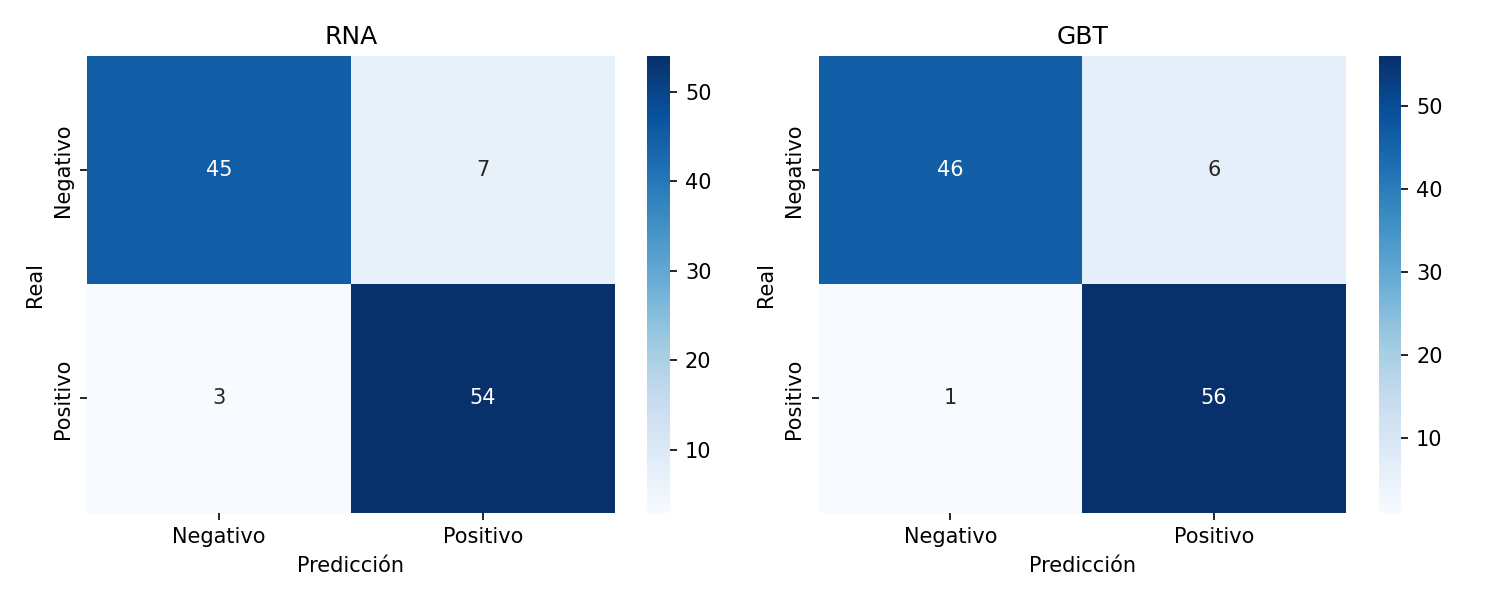 RNA
Real
Negativo
45
7
Positivo
3
54
Negativo
Positivo
Predicción
50
40
30
20
10
GBT
Real
Negativo
46
6
Positivo
1
56
Negativo
Positivo
Predicción
50
40
30
20
10